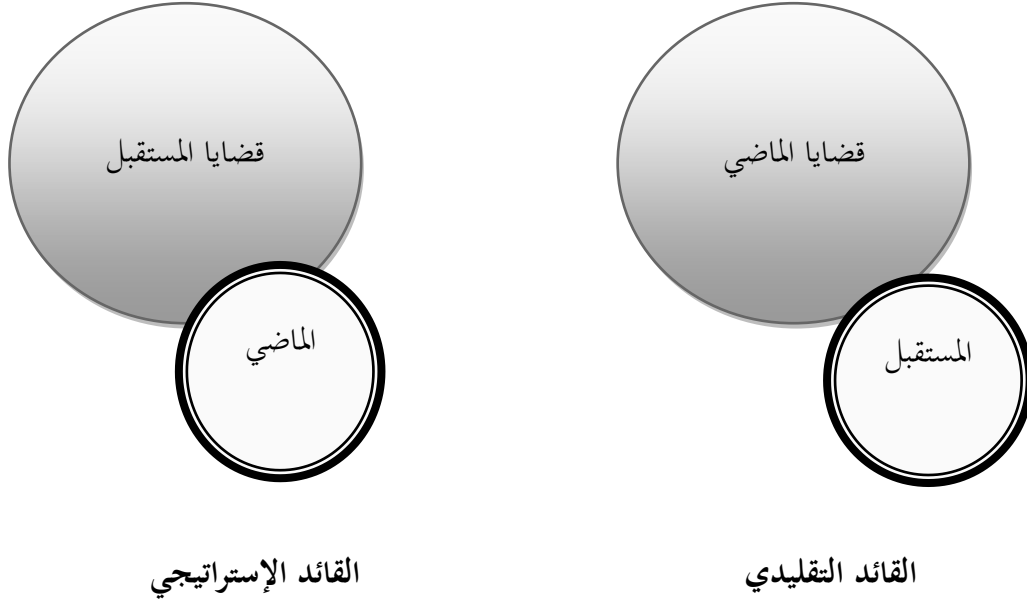 قضايا الماضي
المستقبل
القائد التقليدي
قضايا المستقبل
الماضي
القائد الإستراتيجي